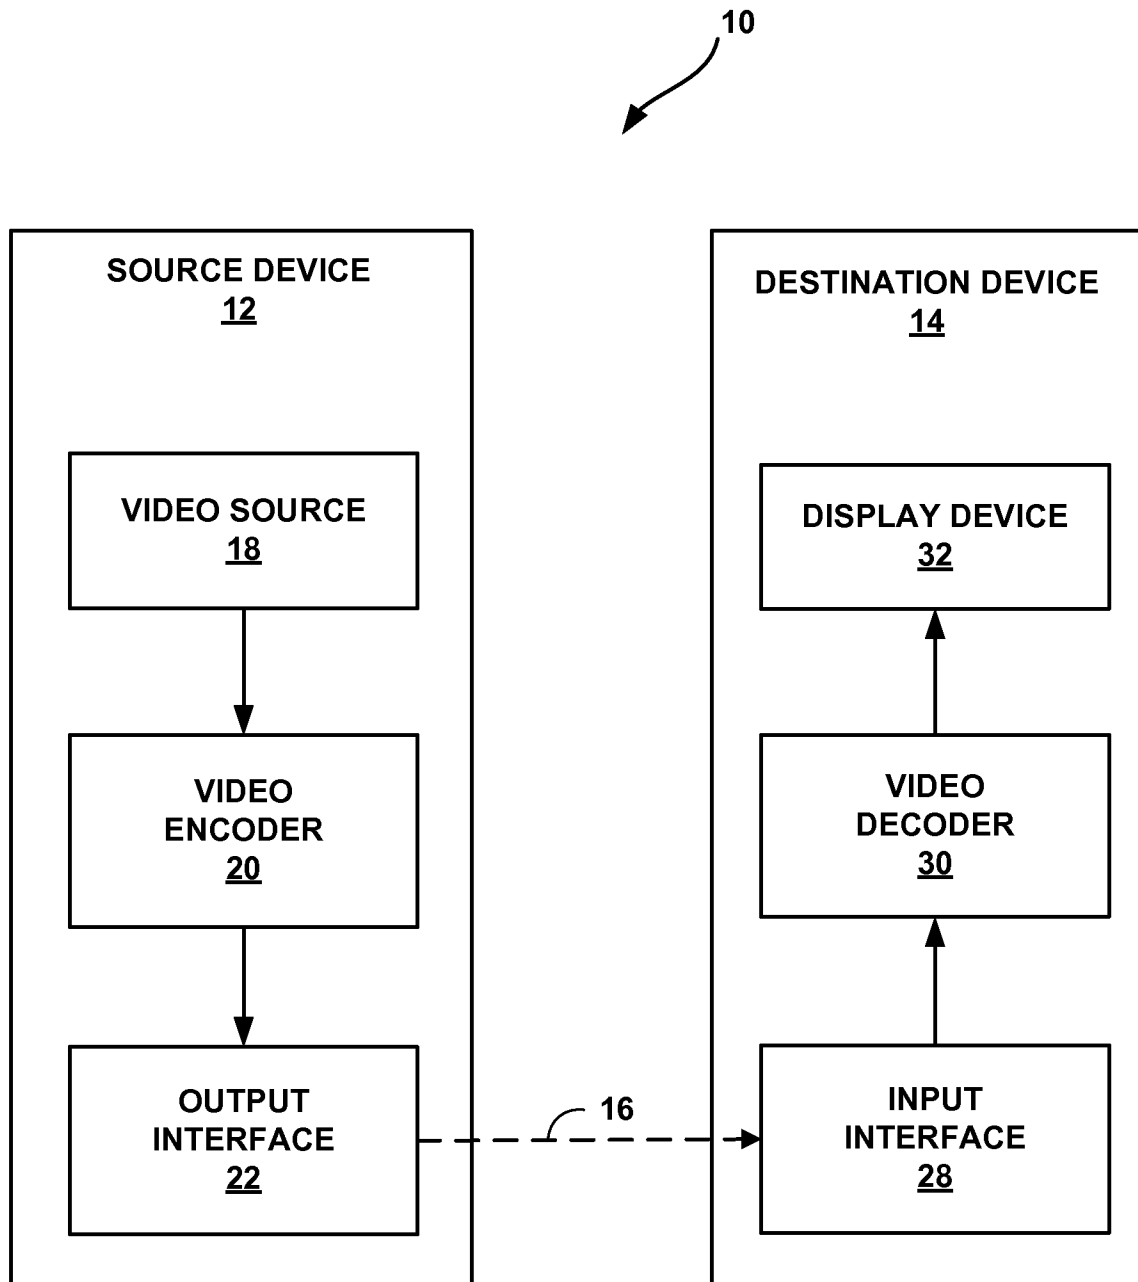 10
SOURCE DEVICE
12
VIDEO SOURCE
18
VIDEO
ENCODER
20
OUTPUT
INTERFACE
22
16
DESTINATION DEVICE
14
DISPLAY DEVICE
32
VIDEO
DECODER
30
INPUT
INTERFACE
28